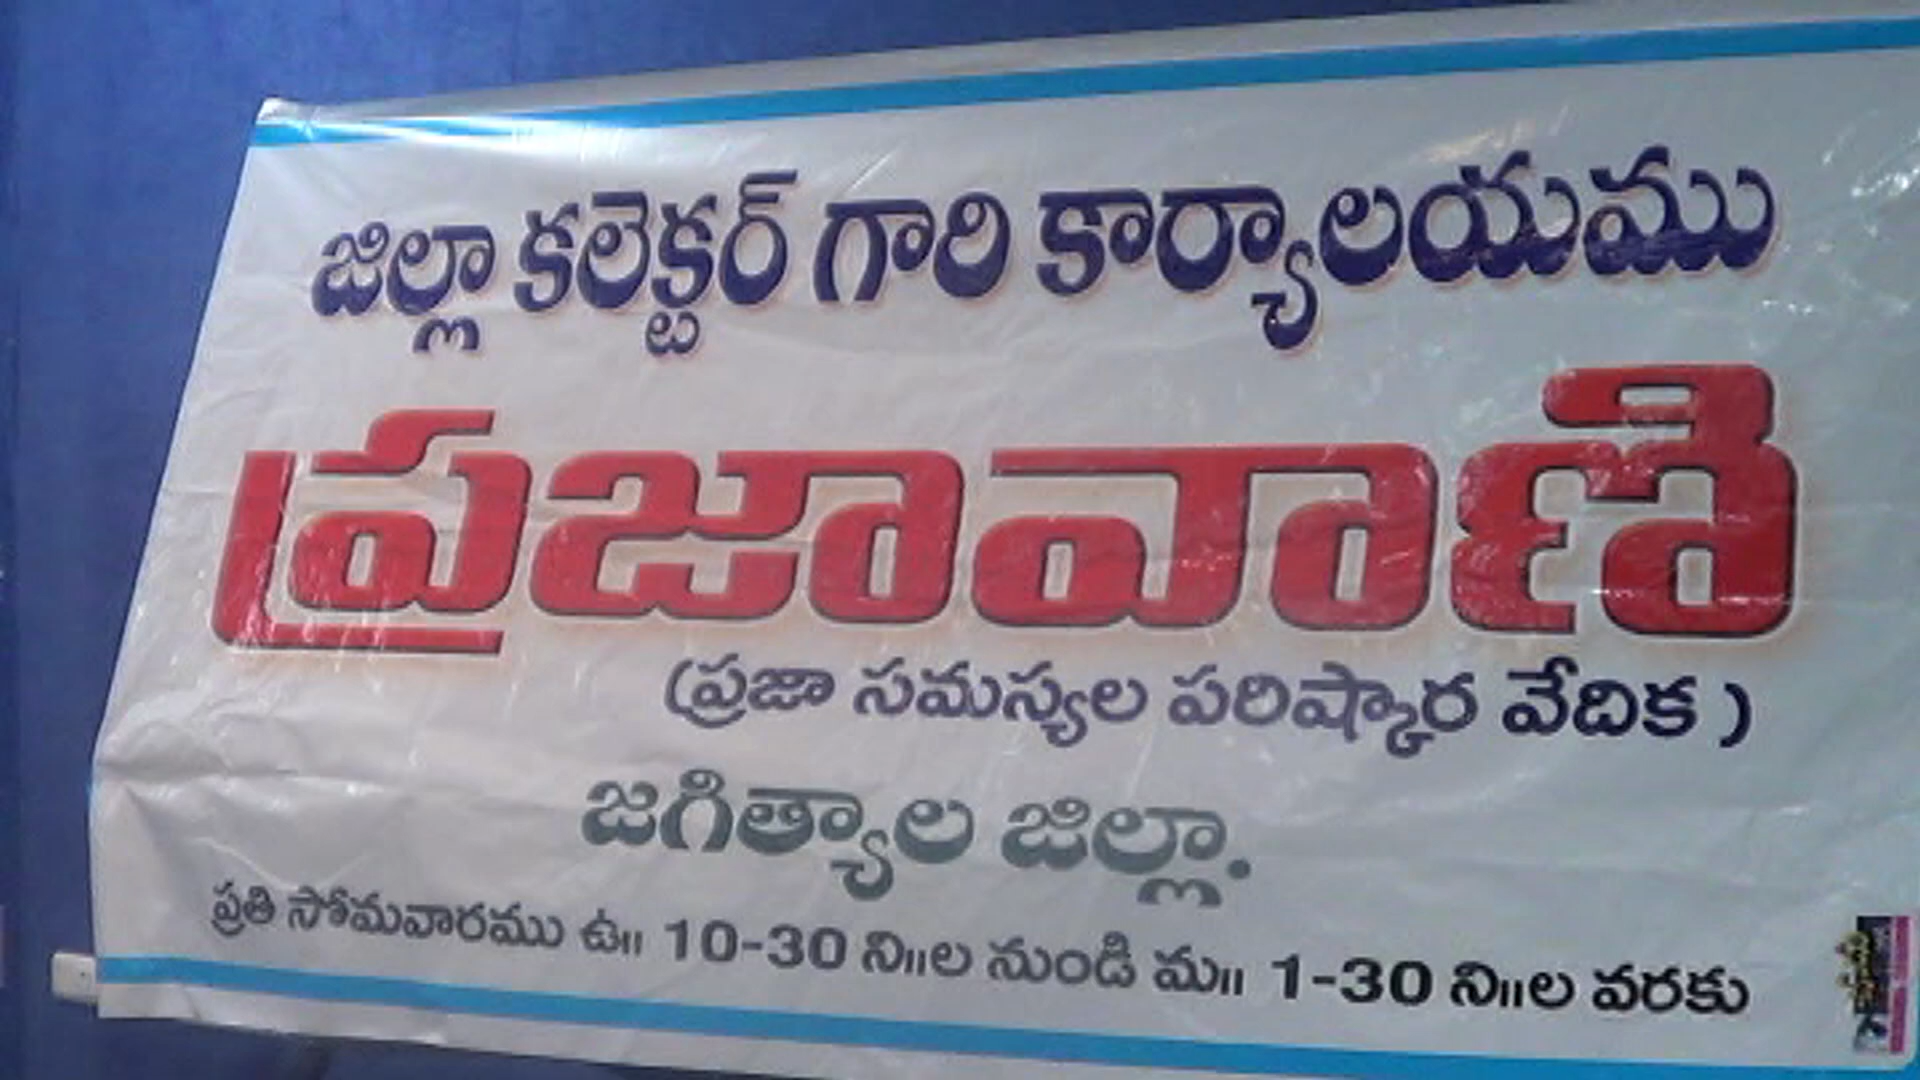 జిల్లా కలెక్టర్ గారి కార్యాలయము
ప్రజావాణి
(ప్రజా సమస్యల పరిష్కార వేదిక )
జగిత్యాల జిల్లా.
ప్రతి సోమవారము ఉ॥ 10-30 ని॥ల నుండి మ॥ 1-30 ని॥ల వరకు